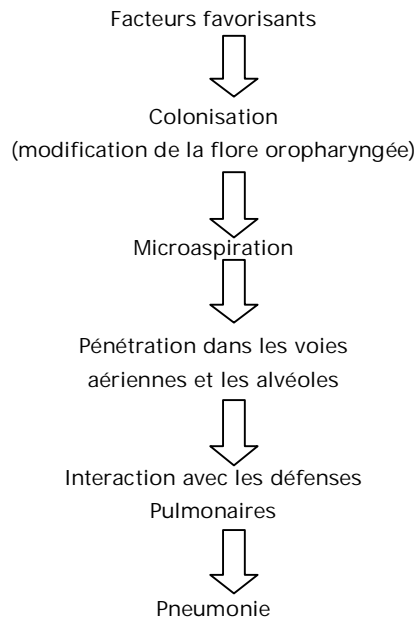 Facteurs favorisants
Colonisation
(modification de la flore oropharyngée)
Microaspiration
Pénétration dans les voies
aériennes et les alvéoles
Interaction avec les défenses
Pulmonaires
Pneumonie